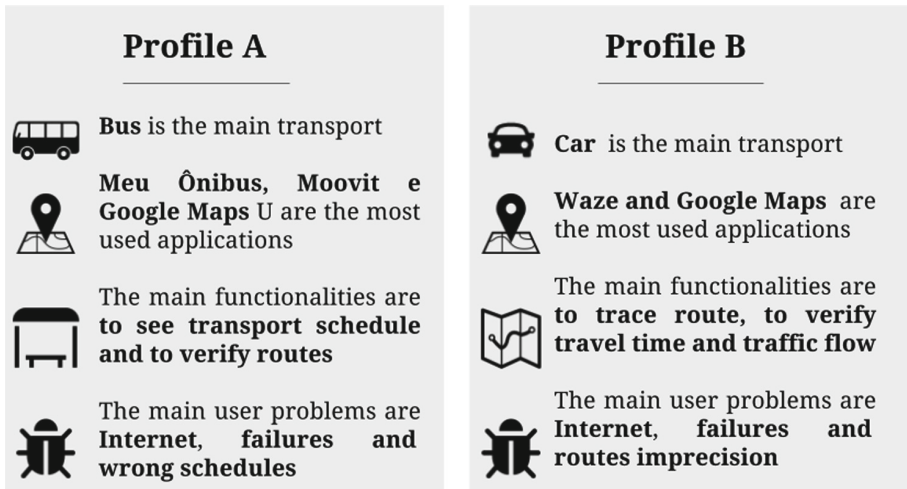 Profile A
Bus is the main transport
Meu Ônibus, Moovit e
Google Maps U are the most
used applications
The main functionalities are
to see transport schedule
and to verify routes
The main user problems are
Internet, failures and
wrong schedules
Profile B
Car is the main transport
Waze and Google Maps are
the most used applications
The main functionalities are
to trace route, to verify
travel time and traffic flow
The main user problems are
Internet, failures and
routes imprecision